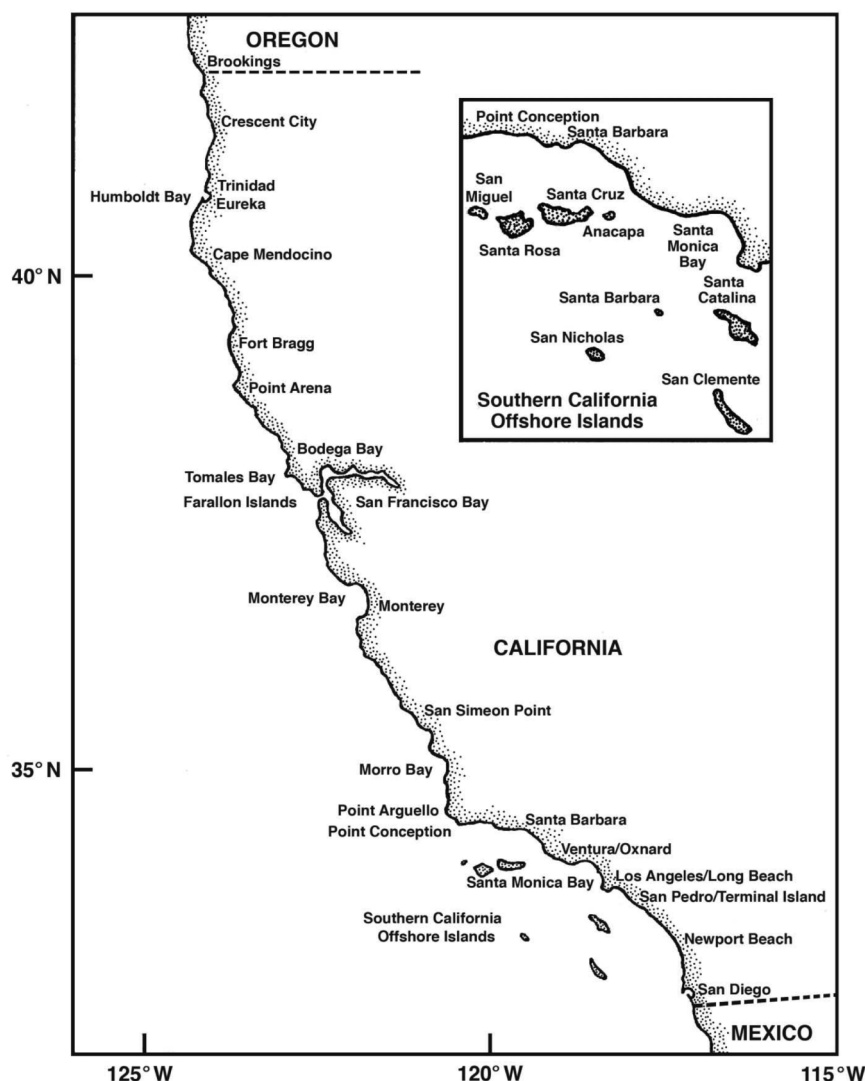 OREGON
Brookings
Crescent City
Trinidad
Humboldt Bay
Eureka
Cape Mendocino
40° N
Fort Bragg
Point Arena
Bodega Bay
Tomales Bay
Farallon Islands
San Francisco Bay
Monterey Bay
Monterey
CALIFORNIA
San Simeon Point
35° N
Morro Bay
Point Arguello
Point Conception
Santa Barbara
Ventura/Oxnard
Los Angeles/Long Beach
Santa Monica Bay
San Pedro/Terminal Island
Southern California
Offshore Islands
Newport Beach
San Diego
MEXICO
125° W
120° W
115° W
Point Conception
Santa Barbara
San
Miguel
Santa Cruz
Anacapa
Santa Rosa
Santa
Monica
Bay
Santa
Catalina
Santa Barbara
San Nicholas
San Clemente
Southern California
Offshore Islands